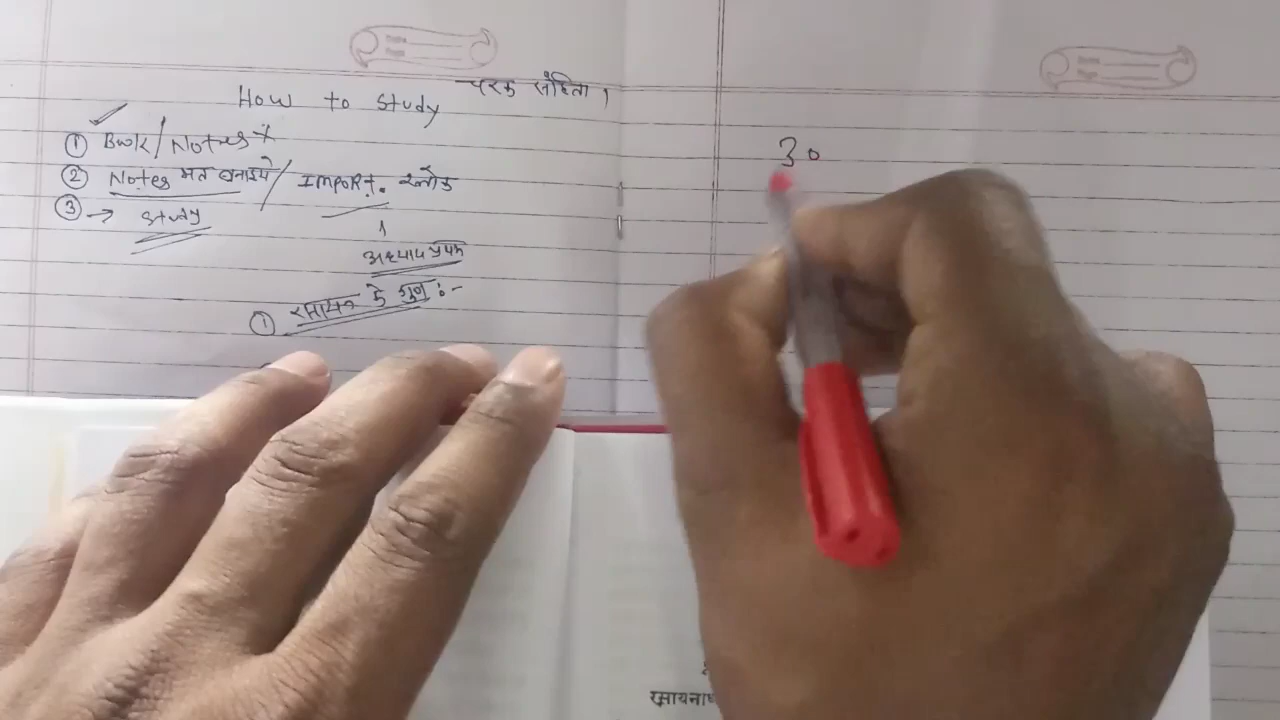 How to study चरक संहिता ।
① Book/Notes x
② Notes मत बनाइये / Import. श्लोक
③ → study
अध्याय प्रथम
① रसायन के गुण :-
30
रसायनाध